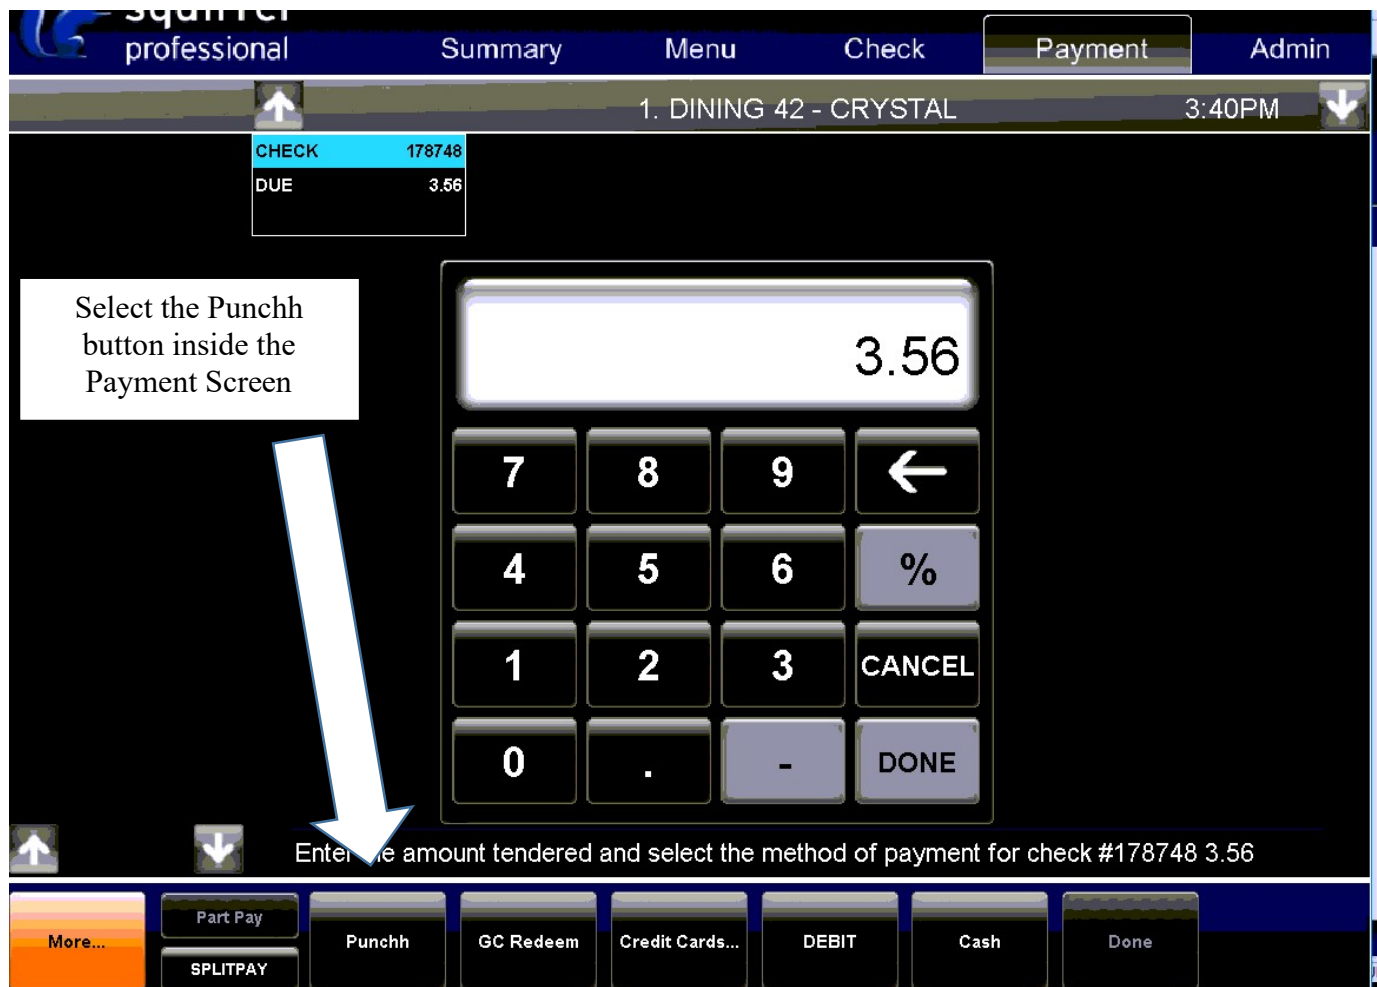 squirrel
professional
Summary Menu Check Payment Admin
1. DINING 42 - CRYSTAL 3:40PM
CHECK 178748
DUE 3.56
Select the Punchh
button inside the
Payment Screen
3.56
7 8 9
4 5 6 %
1 2 3 CANCEL
0 . - DONE
Enter the amount tendered and select the method of payment for check #178748 3.56
More... Part Pay Punchh GC Redeem Credit Cards... DEBIT Cash Done
SPLITPAY